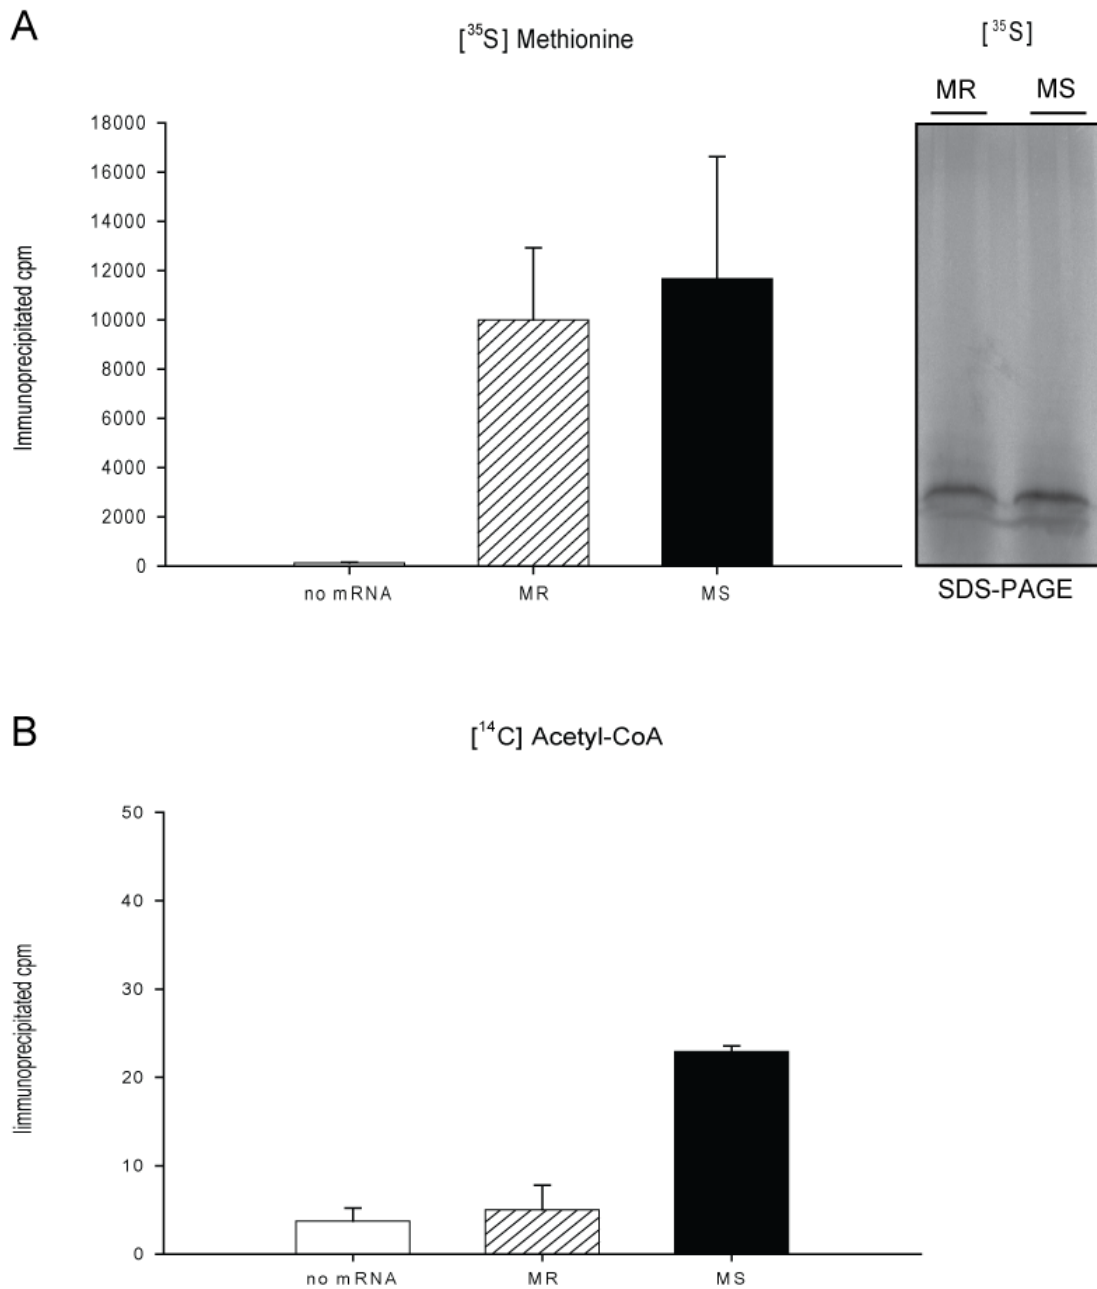 A
[³⁵S] Methionine
[³⁵S]
MR MS
18000
16000
14000
12000
10000
8000
6000
4000
2000
0
Immunoprecipitated cpm
no mRNA MR MS
SDS-PAGE
B
[¹⁴C] Acetyl-CoA
50
40
30
20
10
0
Iimmunoprecipitated cpm
no mRNA MR MS